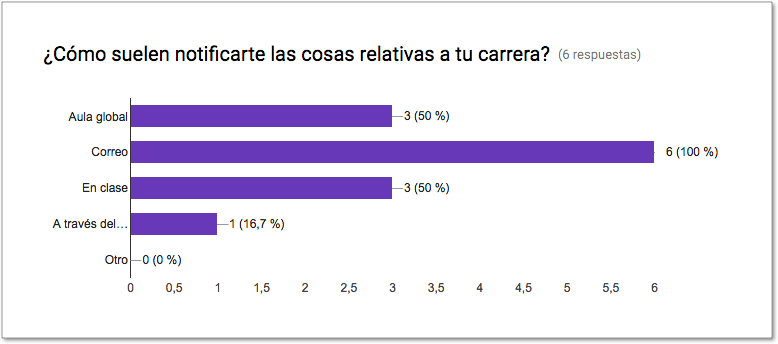 ¿Cómo suelen notificarte las cosas relativas a tu carrera? (6 respuestas)
Aula global 3 (50 %)
Correo 6 (100 %)
En clase 3 (50 %)
A través del… 1 (16,7 %)
Otro 0 (0 %)
0 0,5 1 1,5 2 2,5 3 3,5 4 4,5 5 5,5 6